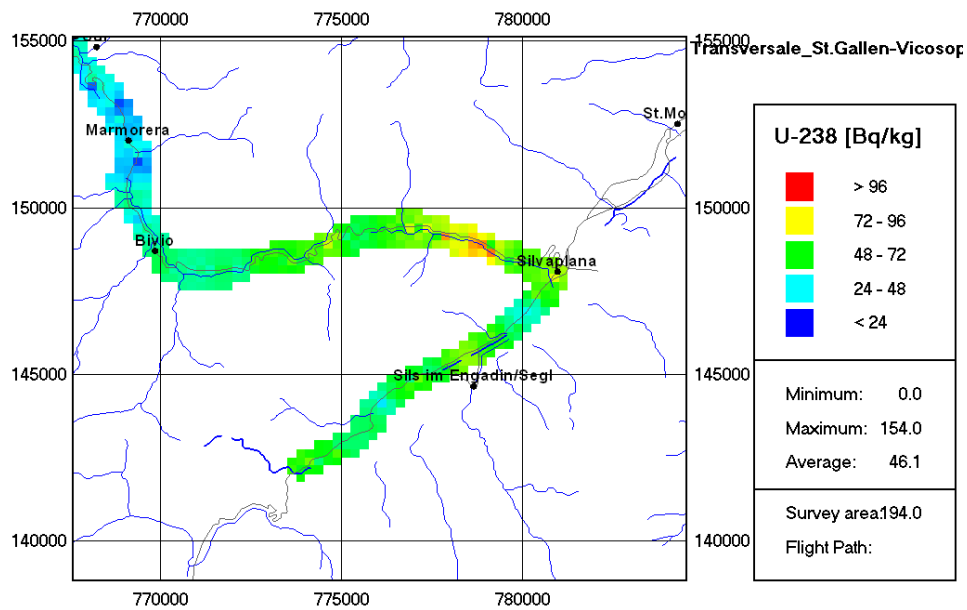 770000 775000 780000
155000 155000
Transversale_St.Gallen-Vicosop
St.Mo
Marmorera
U-238 [Bq/kg]
> 96
72 - 96
48 - 72
24 - 48
< 24
150000 150000
Bivio
Silvaplana
145000 145000
Sils im Engadin/Segl
Minimum: 0.0
Maximum: 154.0
Average: 46.1
Survey area:194.0
Flight Path:
140000 140000
770000 775000 780000